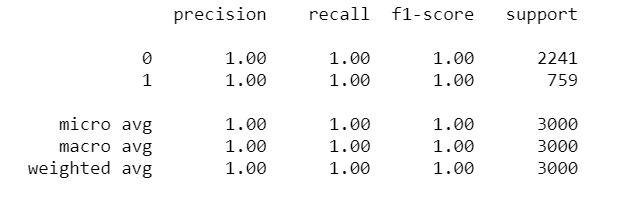 precision recall f1-score support
0 1.00 1.00 1.00 2241
1 1.00 1.00 1.00 759
micro avg 1.00 1.00 1.00 3000
macro avg 1.00 1.00 1.00 3000
weighted avg 1.00 1.00 1.00 3000